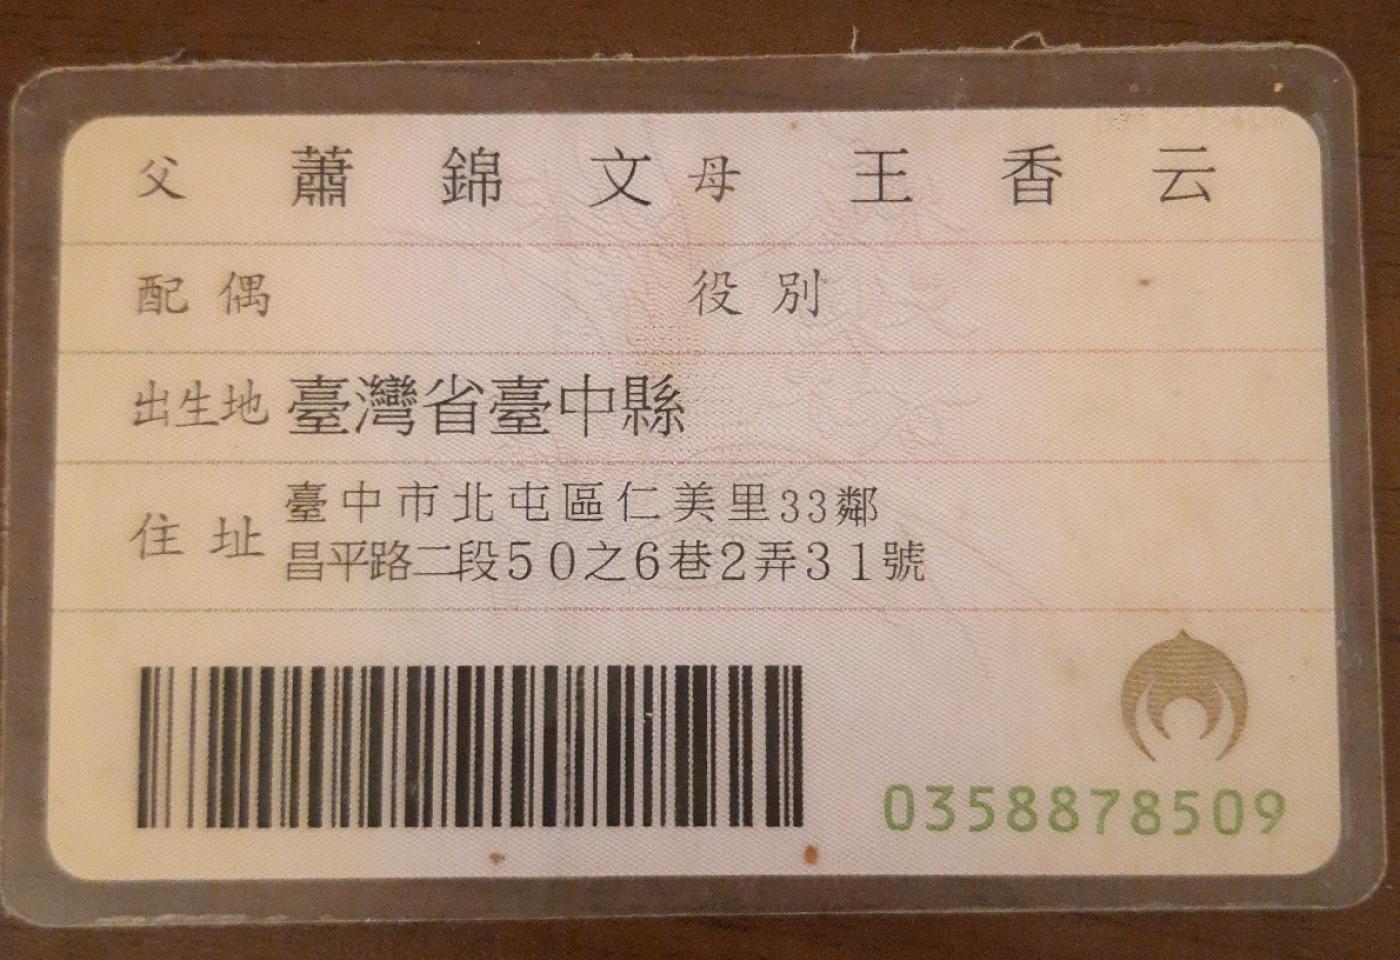 父 蕭錦文 母 王香云
配偶 役別
出生地 臺灣省臺中縣
住址 臺中市北屯區仁美里33鄰
昌平路二段50之6巷2弄31號
0358878509